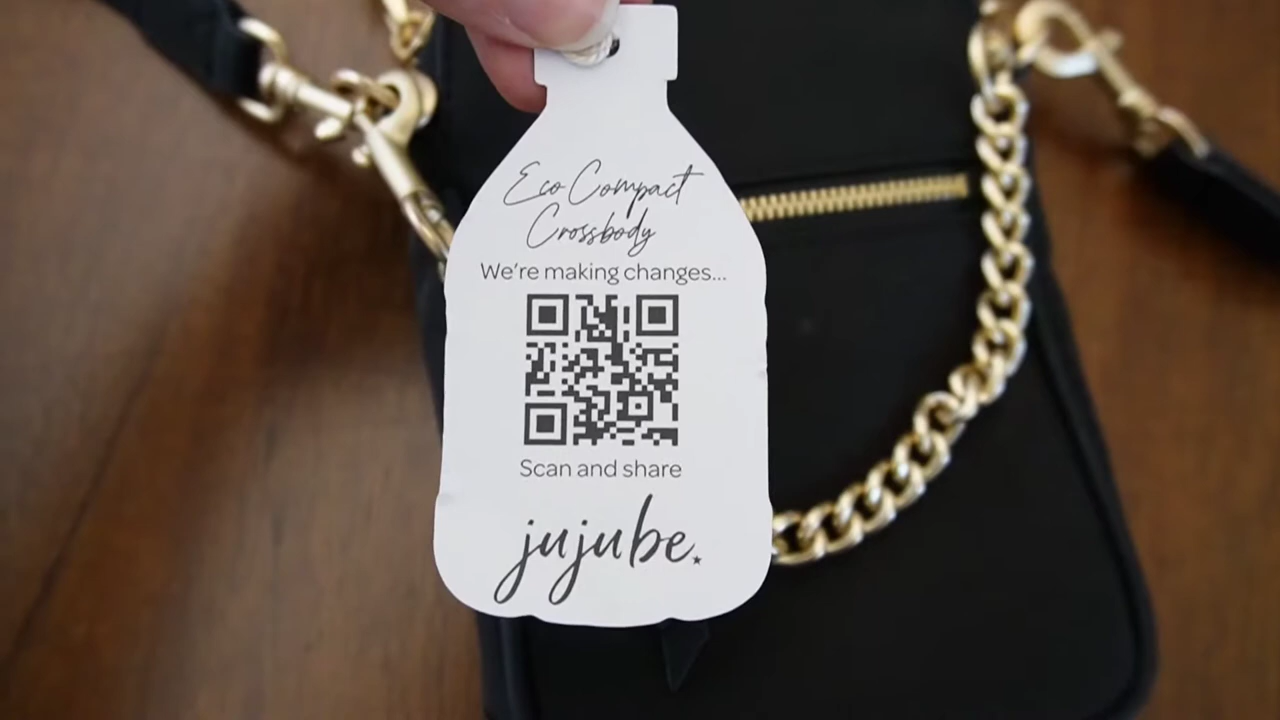 Eco Compact
Crossbody
We're making changes...
Scan and share
jujube.